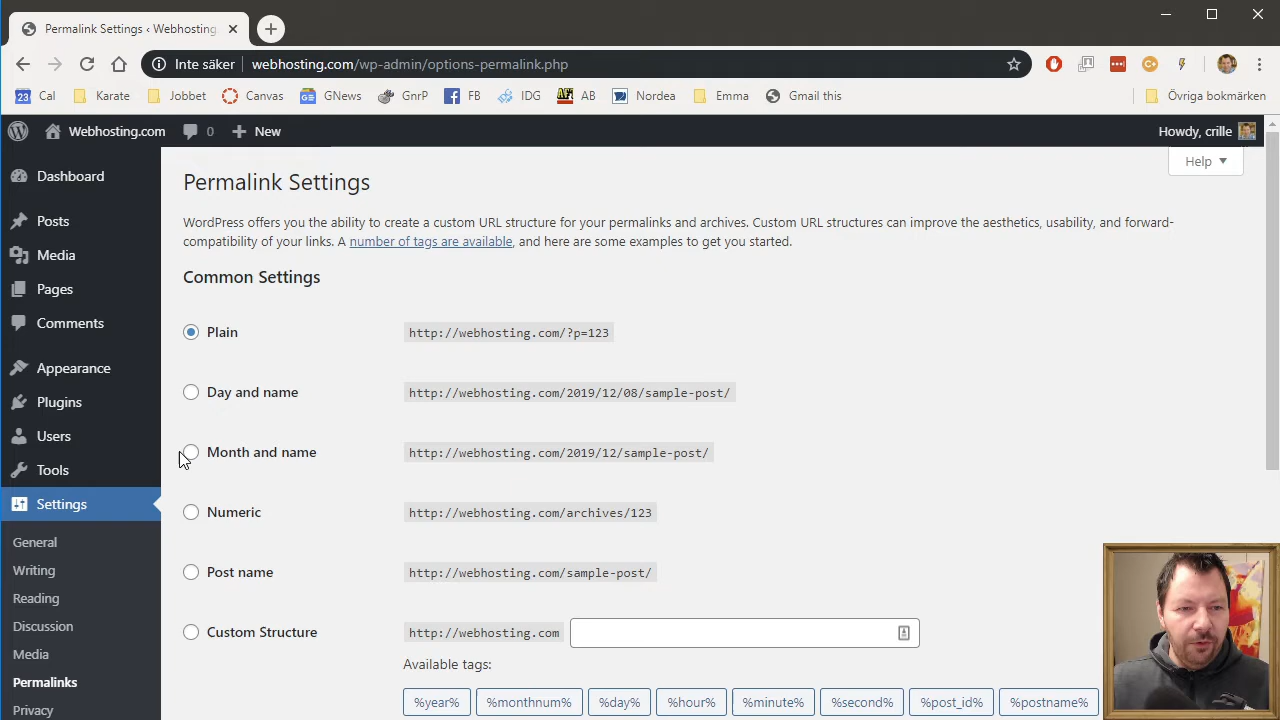 Permalink Settings ‹ Webhosting.
Inte säker webhosting.com/wp-admin/options-permalink.php
23 Cal Karate Jobbet Canvas GNews GnrP FB IDG AB Nordea Emma Gmail this Övriga bokmärken
Webhosting.com 0 New Howdy, crille
Help
Dashboard
Posts
Media
Pages
Comments
Appearance
Plugins
Users
Tools
Settings
General
Writing
Reading
Discussion
Media
Permalinks
Privacy
Permalink Settings
WordPress offers you the ability to create a custom URL structure for your permalinks and archives. Custom URL structures can improve the aesthetics, usability, and forward-
compatibility of your links. A number of tags are available, and here are some examples to get you started.
Common Settings
Plain http://webhosting.com/?p=123
Day and name http://webhosting.com/2019/12/08/sample-post/
Month and name http://webhosting.com/2019/12/sample-post/
Numeric http://webhosting.com/archives/123
Post name http://webhosting.com/sample-post/
Custom Structure http://webhosting.com
Available tags:
%year% %monthnum% %day% %hour% %minute% %second% %post_id% %postname%